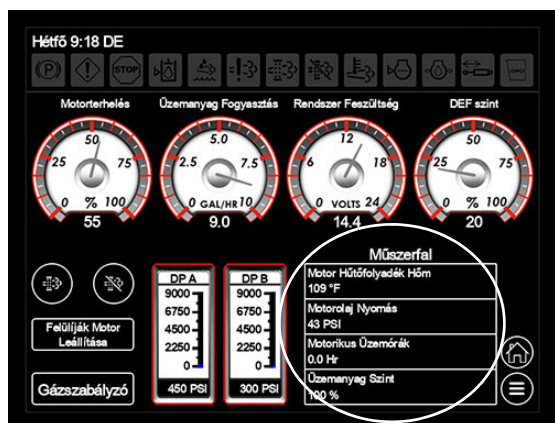 Hétfő 9:18 DE
(P) STOP
Motorterhelés Üzemanyag Fogyasztás Rendszer Feszültség DEF szint
50 5.0 12 50
25 75 2.5 7.5 6 18 25 75
0 % 100 0 GAL/HR 10 0 VOLTS 24 0 % 100
55 9.0 14.4 20
Műszerfal
Motor Hűtőfolyadék Hőm
109 °F
Motorolaj Nyomás
43 PSI
Motorikus Üzemórák
0.0 Hr
Üzemanyag Szint
100 %
DP A DP B
9000 9000
6750 6750
4500 4500
2250 2250
0 0
450 PSI 300 PSI
Felülíják Motor
Leállítása
Gázszabályzó